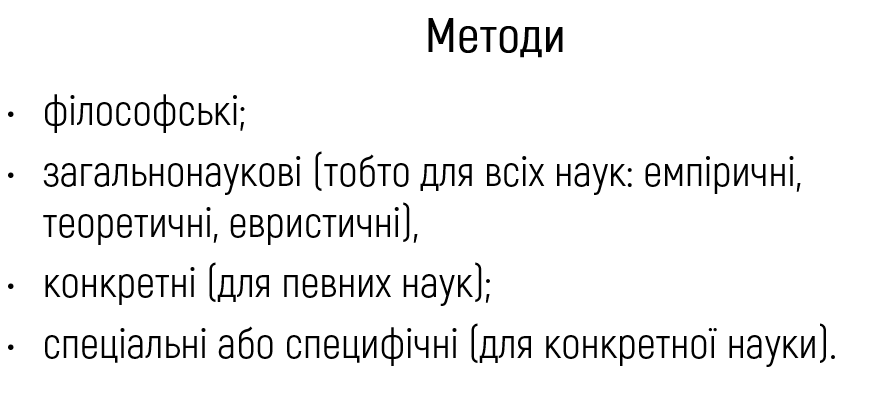 Методи
• філософські;
• загальнонаукові (тобто для всіх наук: емпіричні,
теоретичні, евристичні),
• конкретні (для певних наук);
• спеціальні або специфічні (для конкретної науки).